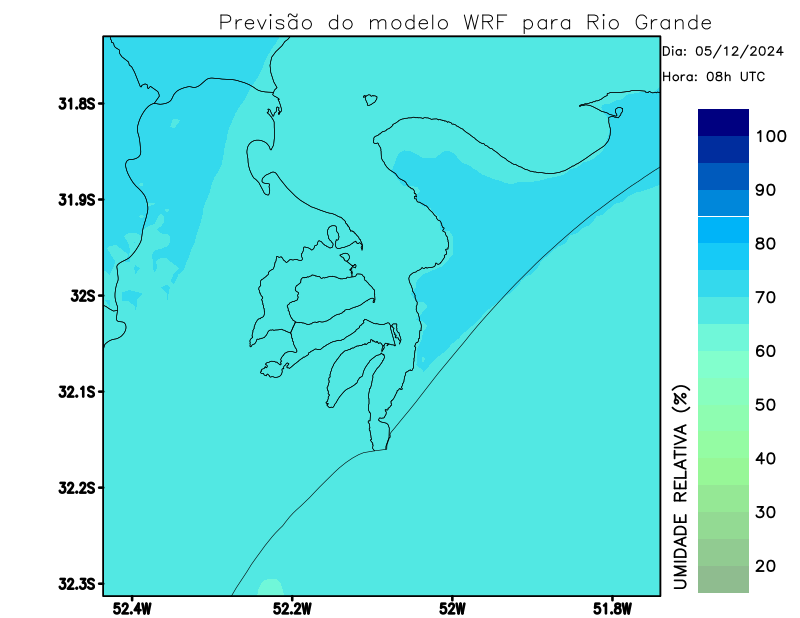 Previsão do modelo WRF para Rio Grande
Dia: 05/12/2024
Hora: 08h UTC
31.8S
31.9S
32S
32.1S
32.2S
32.3S
52.4W
52.2W
52W
51.8W
100
90
80
70
60
50
40
30
20
UMIDADE RELATIVA (%)